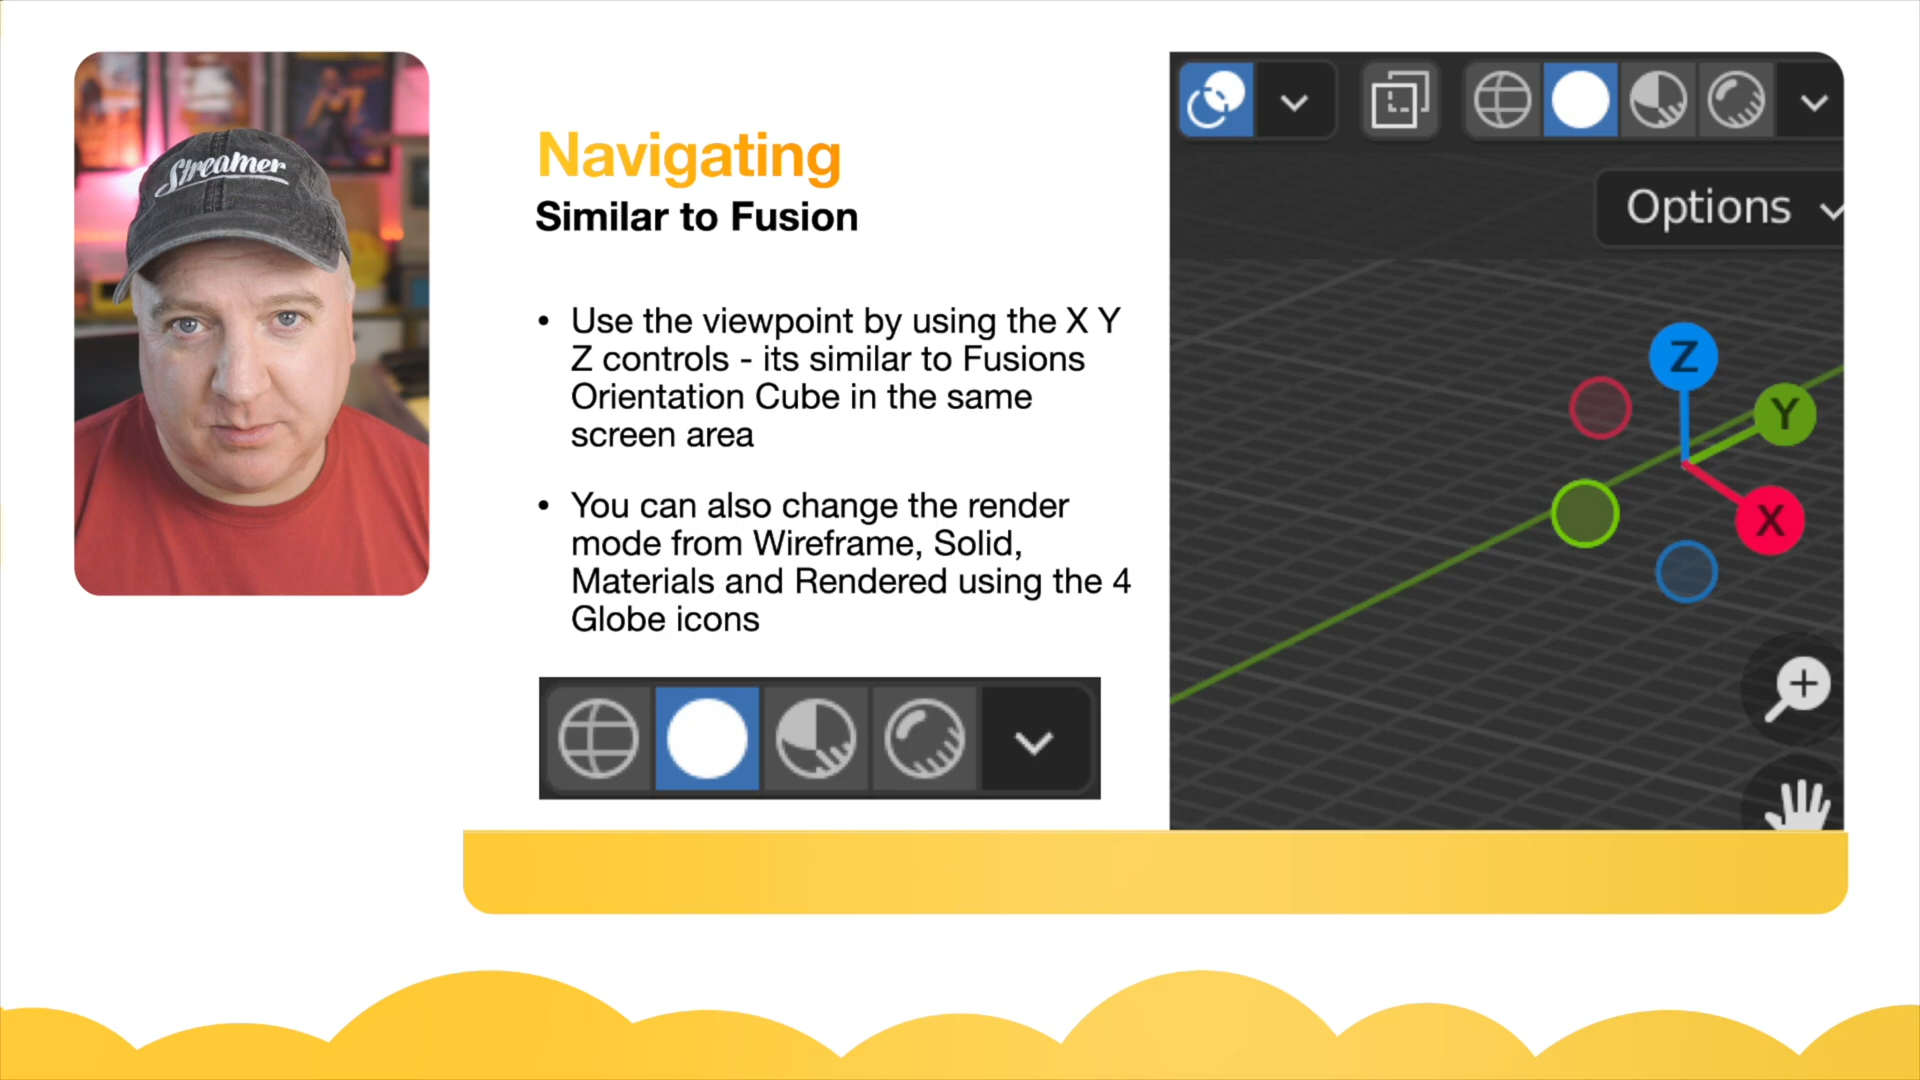 Streamer
Navigating
Similar to Fusion
• Use the viewpoint by using the X Y
Z controls - its similar to Fusions
Orientation Cube in the same
screen area
• You can also change the render
mode from Wireframe, Solid,
Materials and Rendered using the 4
Globe icons
Options
Z
Y
X